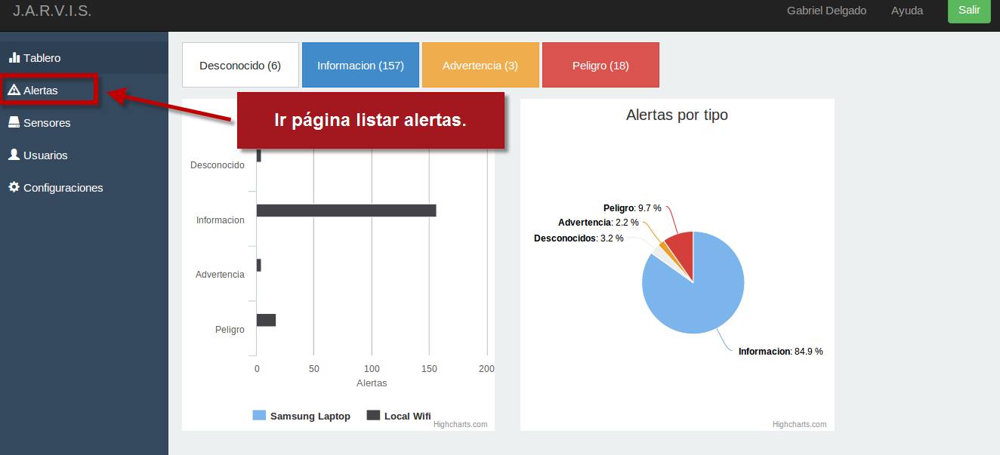 J.A.R.V.I.S.
Gabriel Delgado
Ayuda
Salir
Tablero
Alertas
Sensores
Usuarios
Configuraciones
Desconocido (6)
Informacion (157)
Advertencia (3)
Peligro (18)
Ir página listar alertas.
Desconocido
Informacion
Advertencia
Peligro
0 50 100 150 200
Alertas
Samsung Laptop Local Wifi
Highcharts.com
Alertas por tipo
Peligro: 9.7 %
Advertencia: 2.2 %
Desconocidos: 3.2 %
Informacion: 84.9 %
Highcharts.com